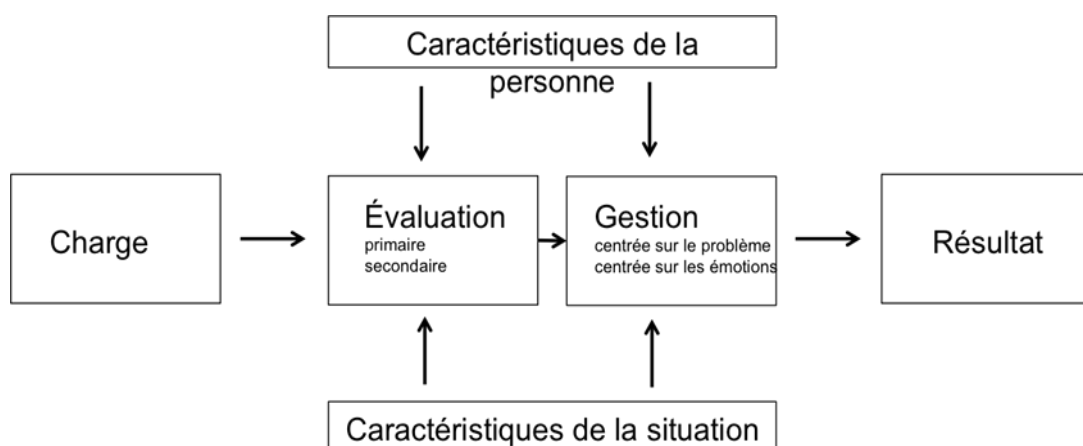 Caractéristiques de la
personne
Charge
Évaluation
primaire
secondaire
Gestion
centrée sur le problème
centrée sur les émotions
Résultat
Caractéristiques de la situation